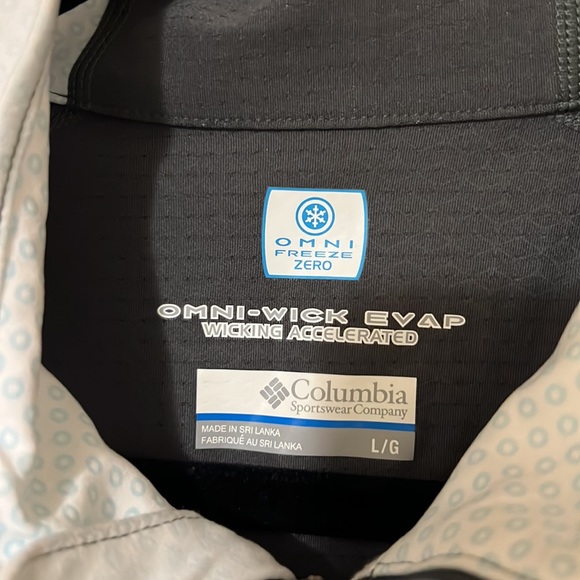 OMNI
FREEZE
ZERO
OMNI-WICK EVAP
WICKING ACCELERATED
Columbia
Sportswear Company
MADE IN SRI LANKA
FABRIQUÉ AU SRI LANKA
L/G